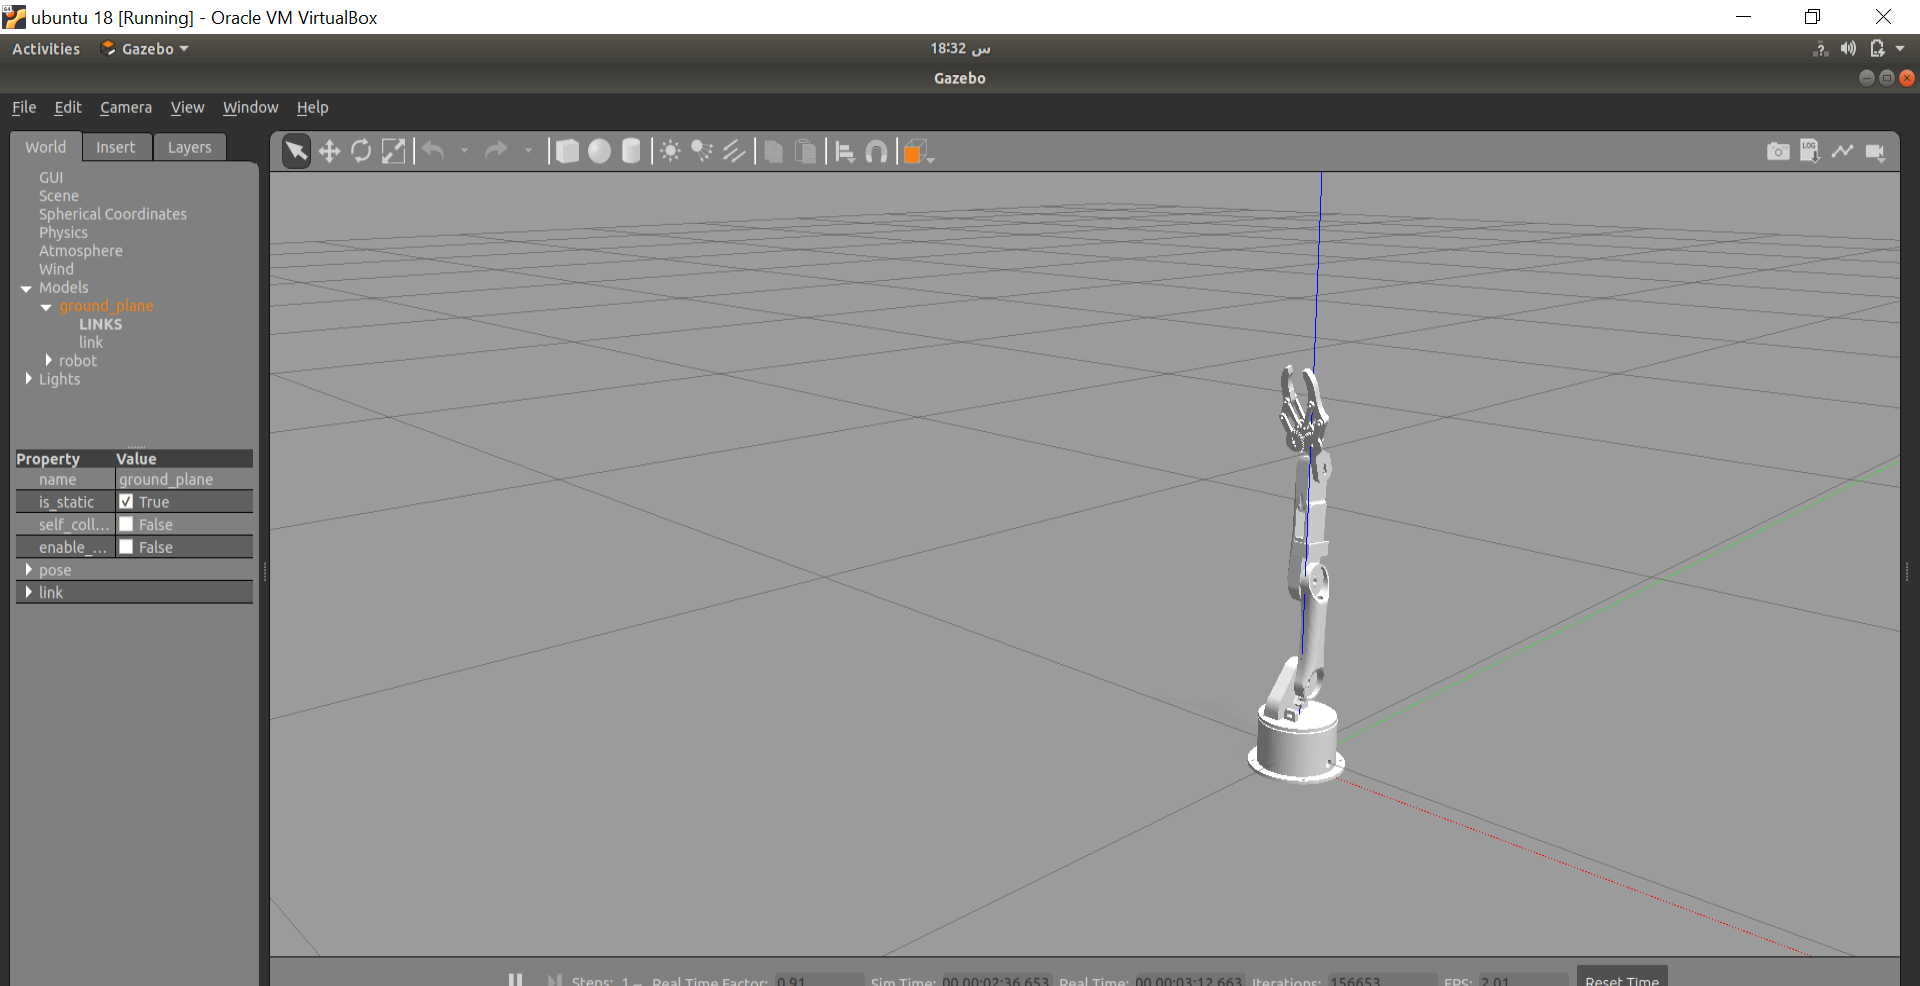 ubuntu 18 [Running] - Oracle VM VirtualBox
Activities Gazebo 18:32 س
Gazebo
File Edit Camera View Window Help
World Insert Layers
LOG
GUI
Scene
Spherical Coordinates
Physics
Atmosphere
Wind
Models
ground_plane
LINKS
link
robot
Lights
Property Value
name ground_plane
is_static True
self_coll... False
enable_... False
pose
link
Steps: 1 Real Time Factor: 0.91 Sim Time: 00 00:02:36.653 Real Time: 00 00:03:12.663 Iterations: 156653 FPS: 2.01 Reset Time